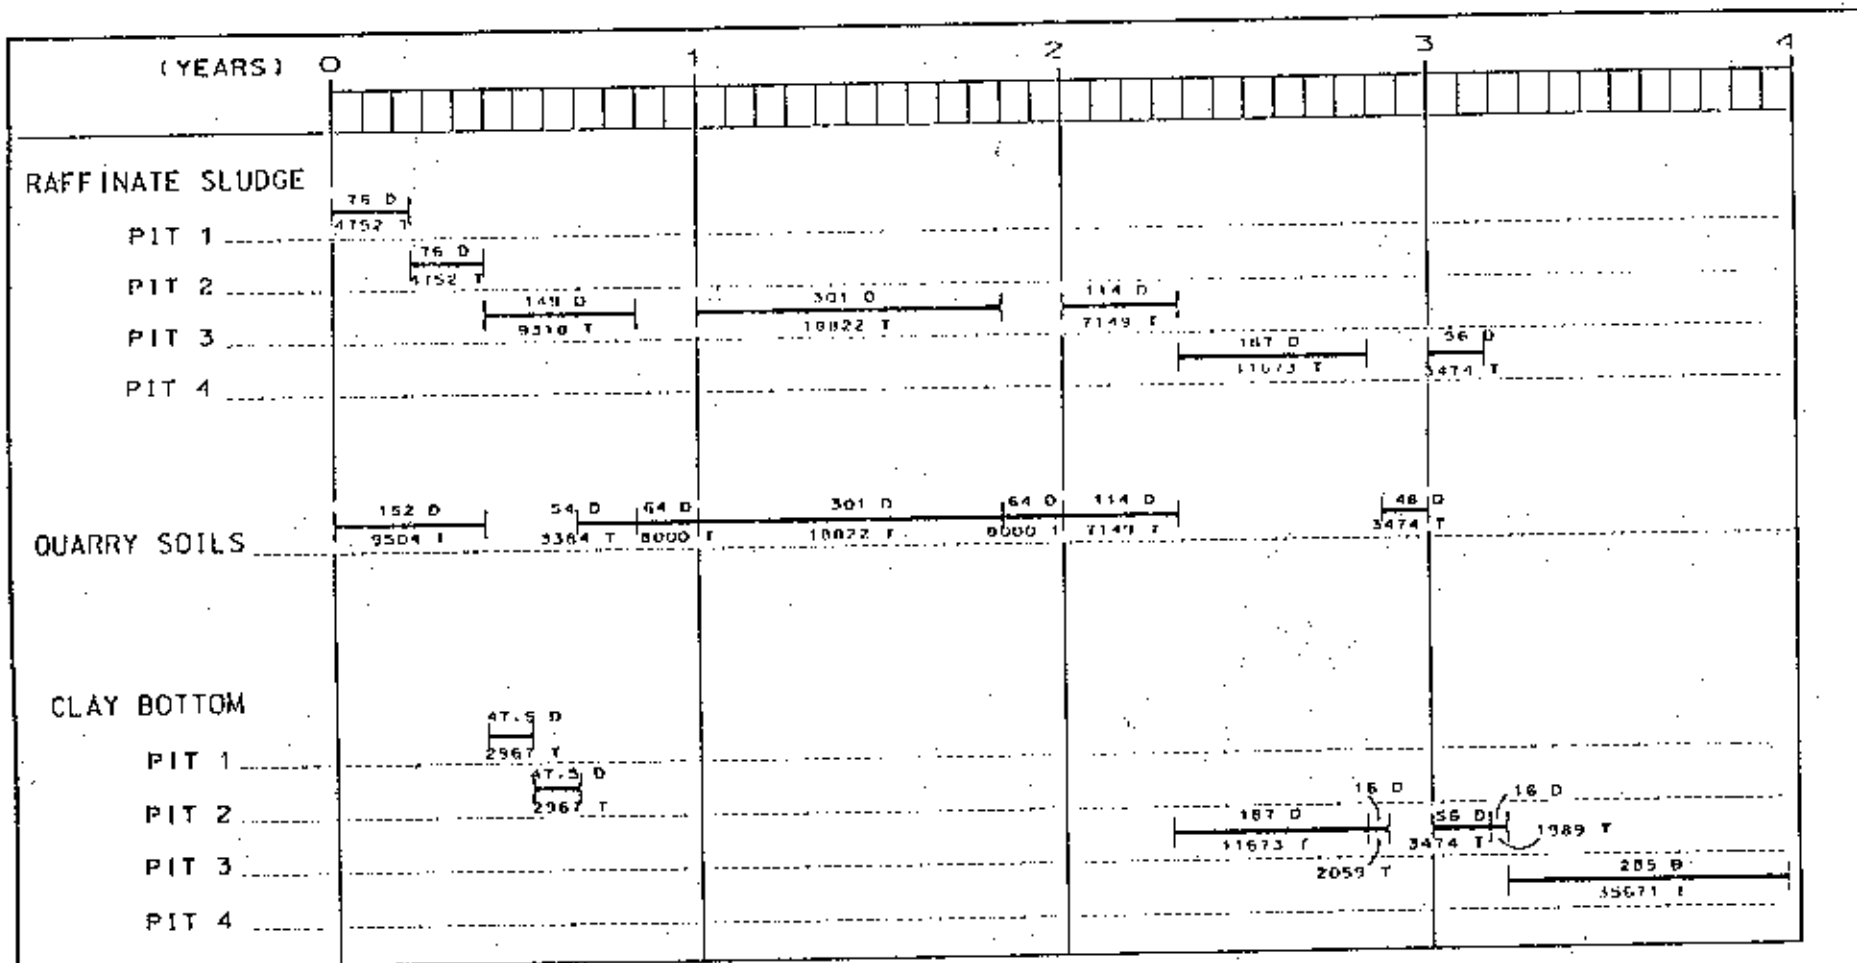 (YEARS) 0 1 2 3 4
RAFFINATE SLUDGE
76 D
4752 T
PIT 1
76 D
4752 T
PIT 2
149 D 301 D 114 D
9310 T 18822 T 7149 T
PIT 3
187 D 56 D
11673 T 3474 T
PIT 4
152 D 54 D 64 D 301 D 64 D 114 D 48 D
9504 T 3384 T 8000 T 18822 T 8000 T 7149 T 3474 T
QUARRY SOILS
CLAY BOTTOM
47.5 D
2967 T
PIT 1
47.5 D
2967 T
PIT 2
187 D 16 D 56 D 16 D
11673 T 2059 T 3474 T 1989 T
PIT 3
285 D
35671 T
PIT 4